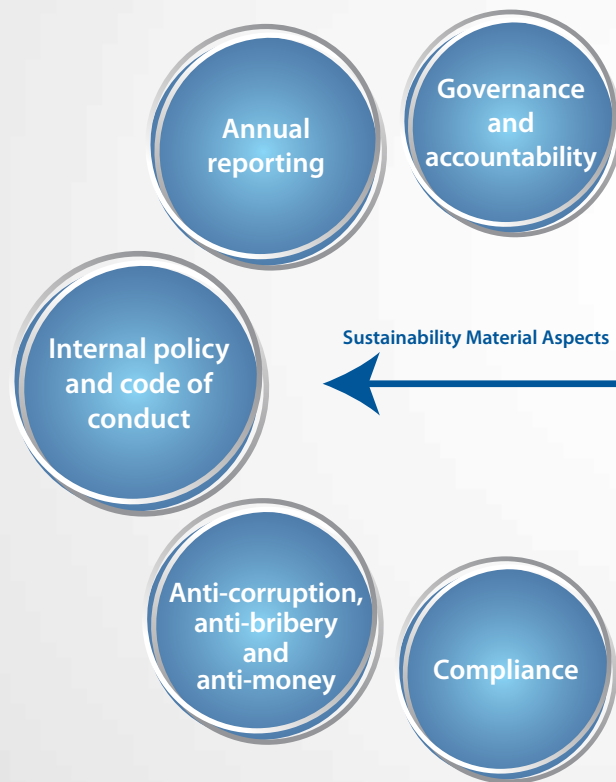 Annual
reporting
Governance
and
accountability
Internal policy
and code of
conduct
Sustainability Material Aspects
Anti-corruption,
anti-bribery
and
anti-money
Compliance